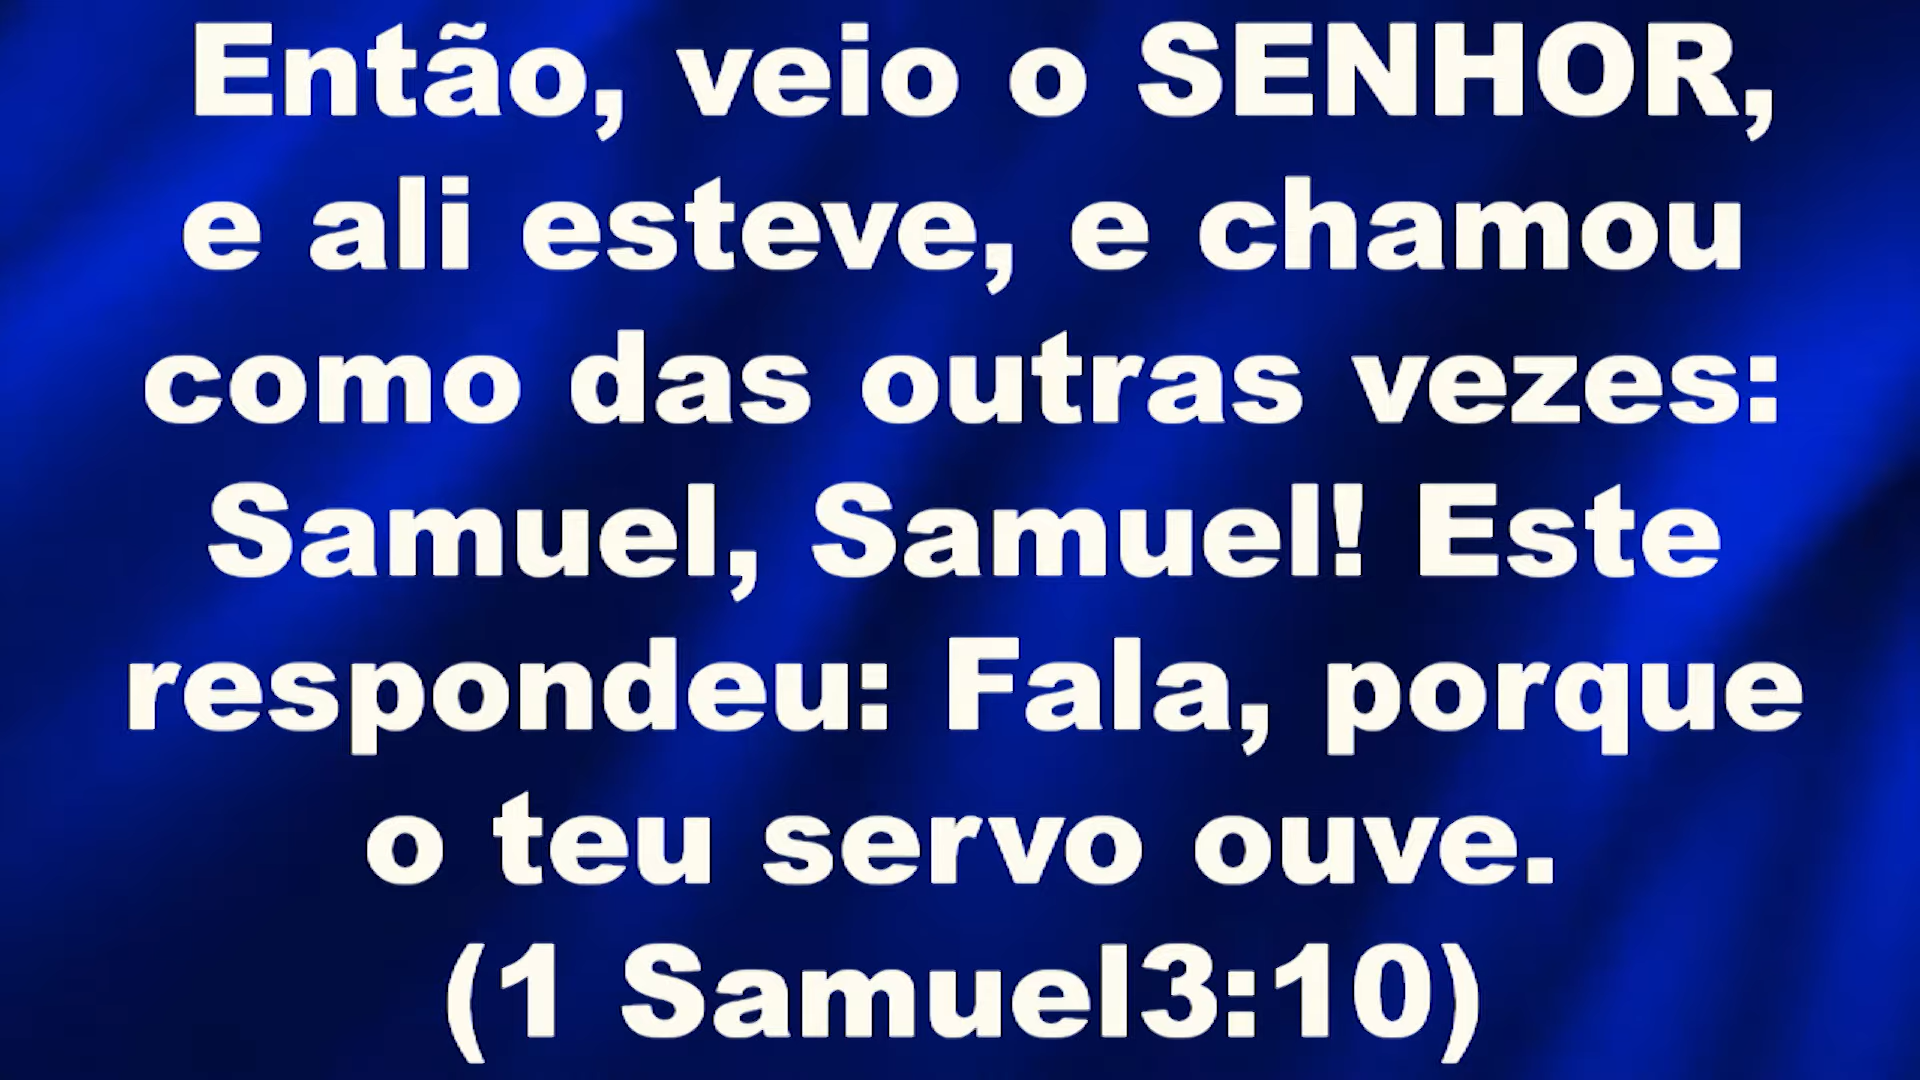 Então, veio o SENHOR,
e ali esteve, e chamou
como das outras vezes:
Samuel, Samuel! Este
respondeu: Fala, porque
o teu servo ouve.
(1 Samuel3:10)